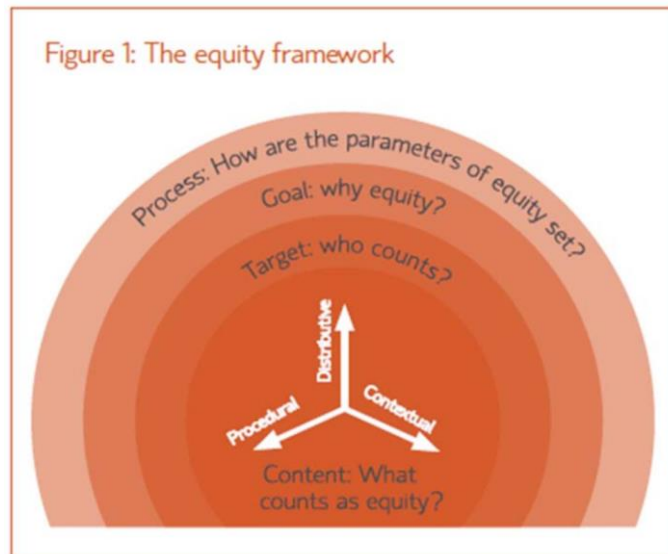 Figure 1: The equity framework
Process: How are the parameters of equity set?
Goal: why equity?
Target: who counts?
Distributive
Procedural
Contextual
Content: What
counts as equity?